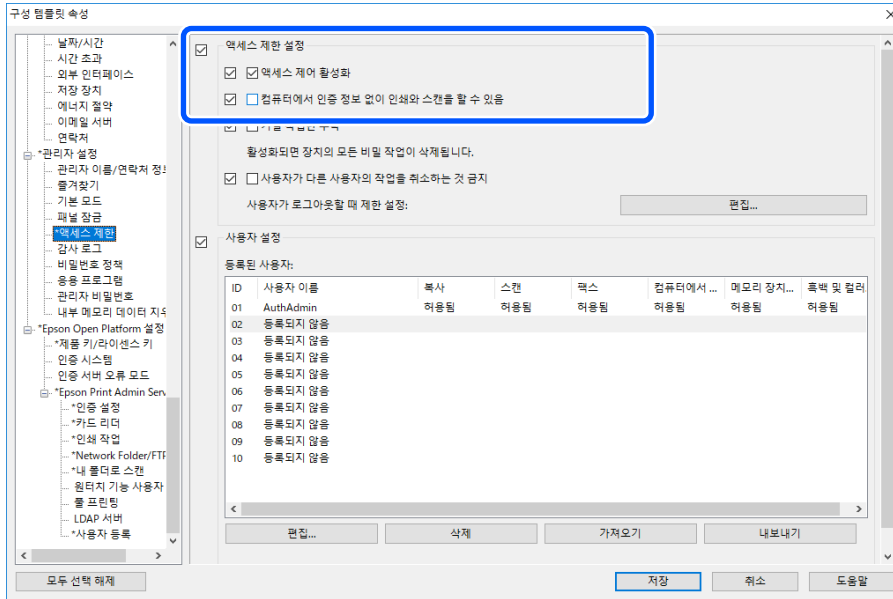 구성 템플릿 속성
날짜/시간
시간 초과
외부 인터페이스
저장 장치
에너지 절약
이메일 서버
연락처
*관리자 설정
관리자 이름/연락처 정보
즐겨찾기
기본 모드
패널 잠금
*액세스 제한
감사 로그
비밀번호 정책
응용 프로그램
관리자 비밀번호
내부 메모리 데이터 지우
*Epson Open Platform 설정
*제품 키/라이센스 키
인증 시스템
인증 서버 오류 모드
*Epson Print Admin Serv
*인증 설정
*카드 리더
*인쇄 작업
*Network Folder/FTP
*내 폴더로 스캔
원터치 기능 사용자
풀 프린팅
LDAP 서버
*사용자 등록
모두 선택 해제
액세스 제한 설정
액세스 제어 활성화
컴퓨터에서 인증 정보 없이 인쇄와 스캔을 할 수 있음
활성화되면 장치의 모든 비밀 작업이 삭제됩니다.
사용자가 다른 사용자의 작업을 취소하는 것 금지
사용자가 로그아웃할 때 제한 설정: 편집...
사용자 설정
등록된 사용자:
ID 사용자 이름 복사 스캔 팩스 컴퓨터에서 ... 메모리 장치... 흑백 및 컬러
01 AuthAdmin 허용됨 허용됨 허용됨 허용됨 허용됨 허용됨
02 등록되지 않음
03 등록되지 않음
04 등록되지 않음
05 등록되지 않음
06 등록되지 않음
07 등록되지 않음
08 등록되지 않음
09 등록되지 않음
10 등록되지 않음
편집... 삭제 가져오기 내보내기
저장 취소 도움말